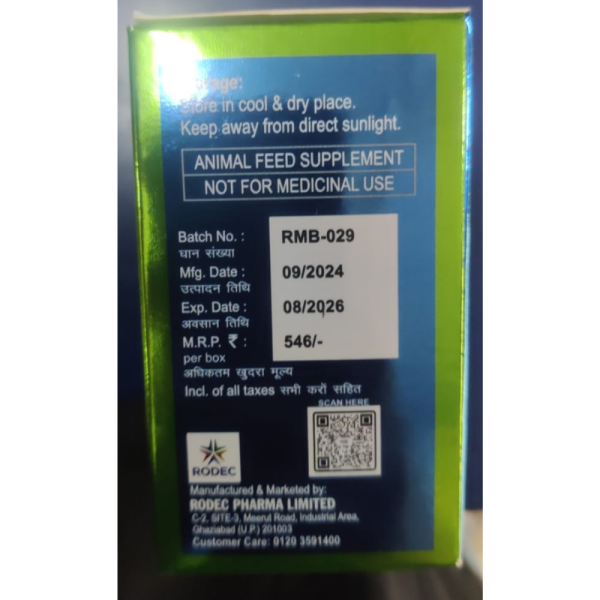 Storage:
Store in cool & dry place.
Keep away from direct sunlight.
ANIMAL FEED SUPPLEMENT
NOT FOR MEDICINAL USE
Batch No. : RMB-029
घान संख्या
Mfg. Date : 09/2024
उत्पादन तिथि
Exp. Date : 08/2026
अवसान तिथि
M.R.P. ₹ : 546/-
per box
अधिकतम खुदरा मूल्य
Incl. of all taxes सभी करों सहित
SCAN HERE
RODEC
Manufactured & Marketed by:
RODEC PHARMA LIMITED
C-2, SITE-3, Meerut Road, Industrial Area,
Ghaziabad (U.P.) 201003
Customer Care: 0120 3591400